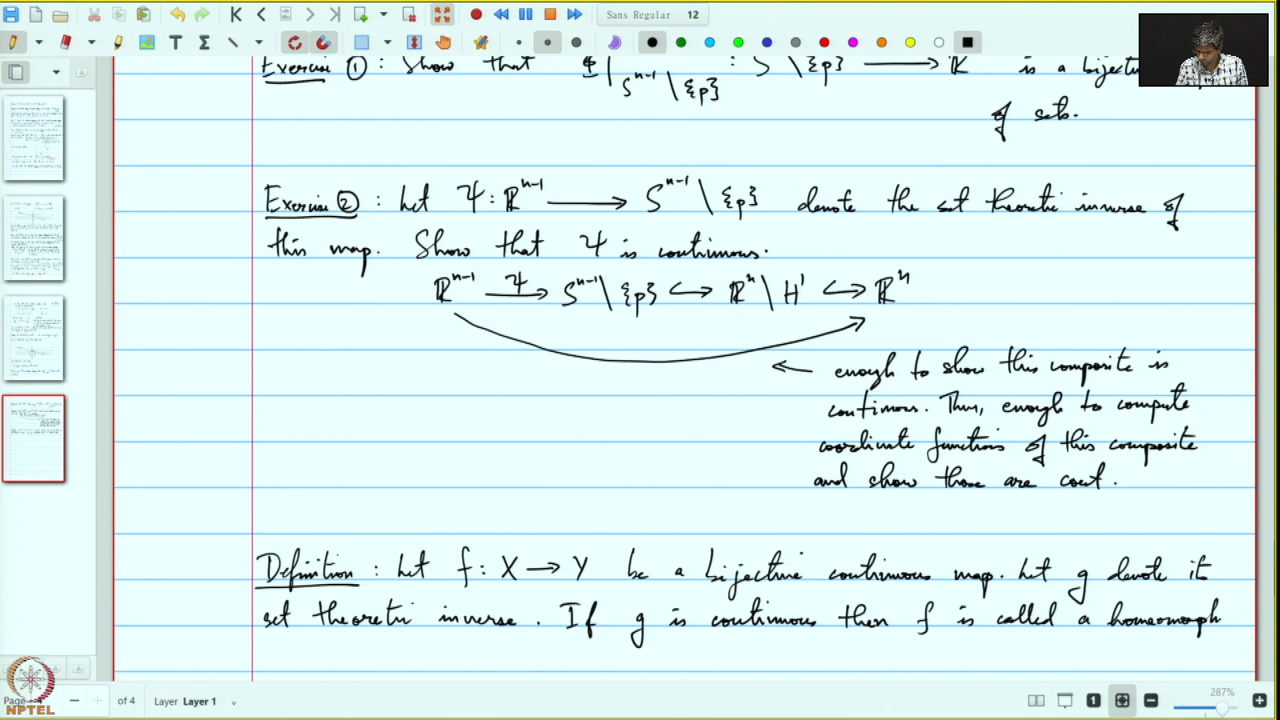 Sans Regular 12
Exercise ① : Show that Φ|_{S^{n-1} \ {p}} : S \ {p} ⟶ ℝ is a
of sets.
Exercise ② : Let Ψ : ℝ^{n-1} ⟶ S^{n-1} \ {p} denote the set theoretic inverse of
this map. Show that Ψ is continuous.
ℝ^{n-1} —Ψ→ S^{n-1} \ {p} ↪ ℝ^n \ H' ↪ ℝ^n
← enough to show this composite is
continuous. Thus, enough to compute
coordinate functions of this composite
and show those are cont.
Definition : Let f : X → Y be a bijective continuous map. Let g denote its
set theoretic inverse. If g is continuous then f is called a homeomorph
NPTEL
Page
of 4
Layer Layer 1
287%